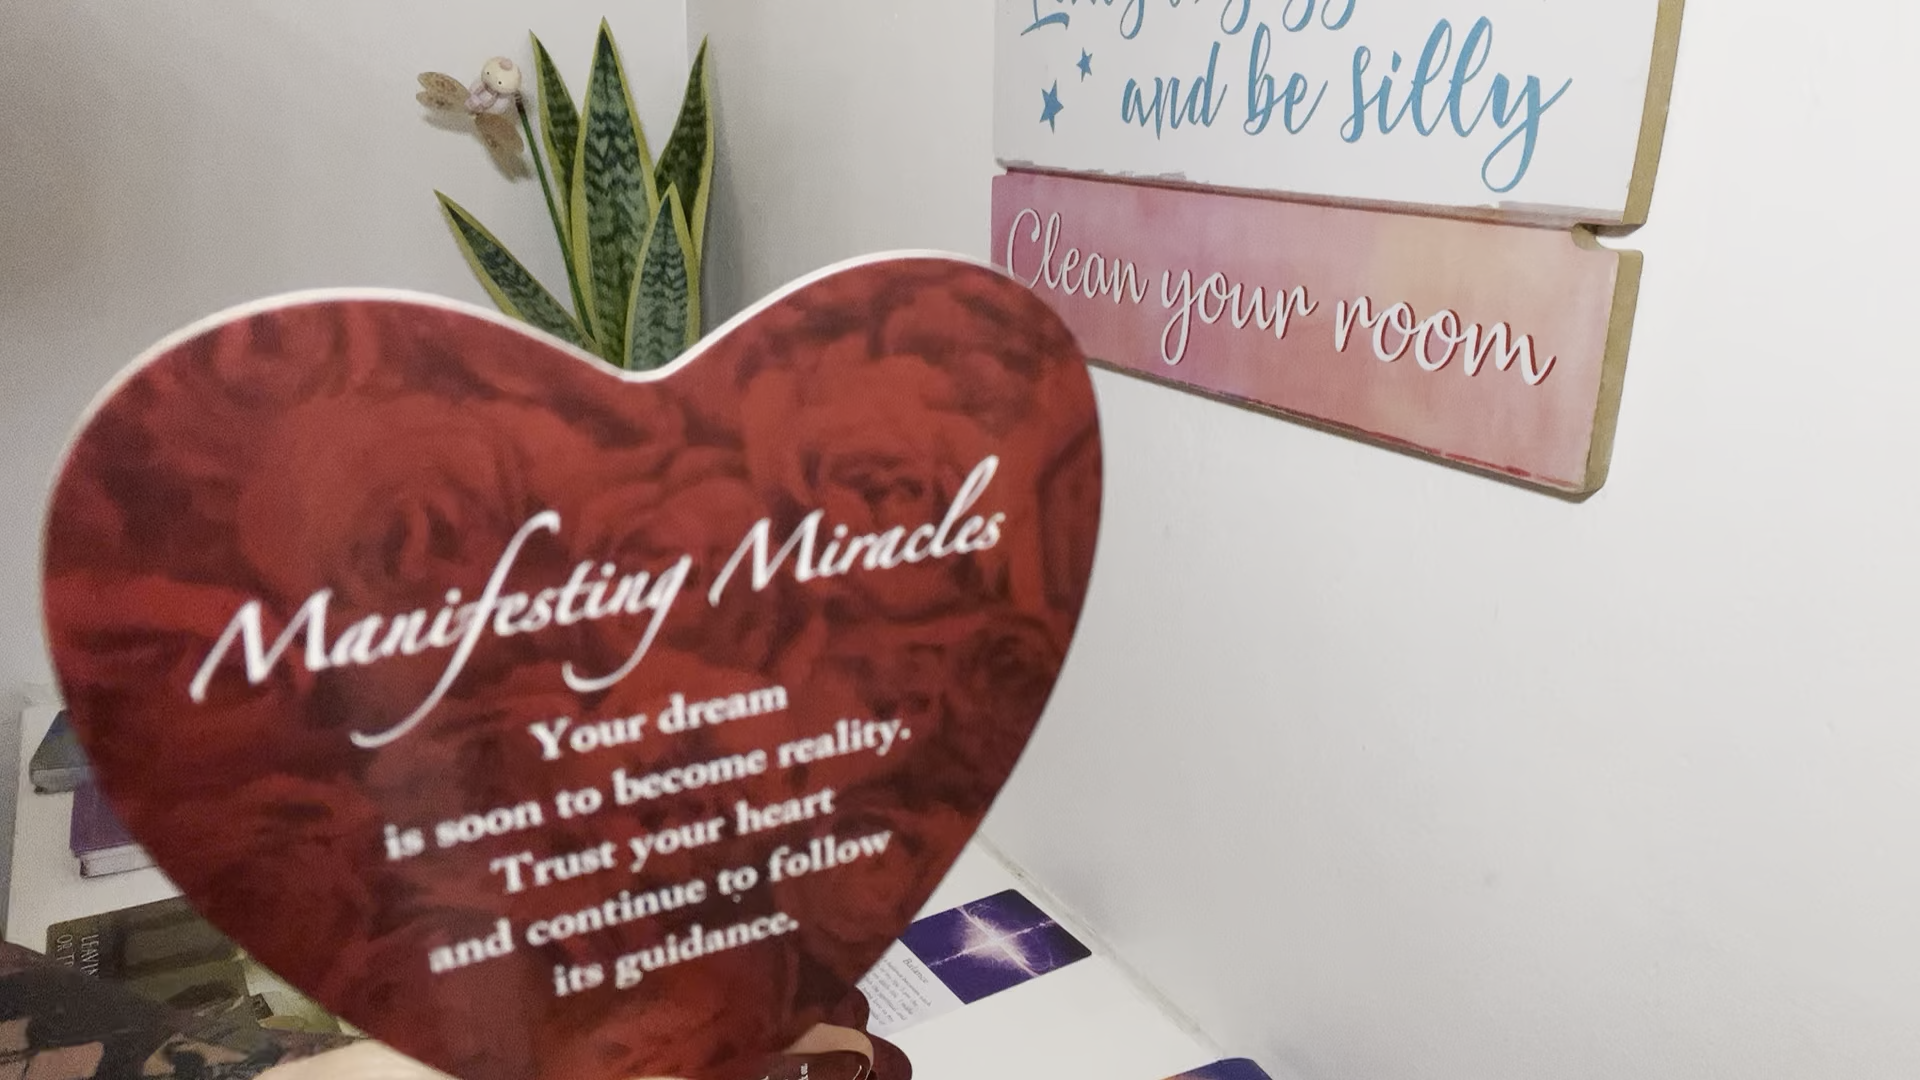 and be silly
Clean your room
Manifesting Miracles
Your dream
is soon to become reality.
Trust your heart
and continue to follow
its guidance.
Balance